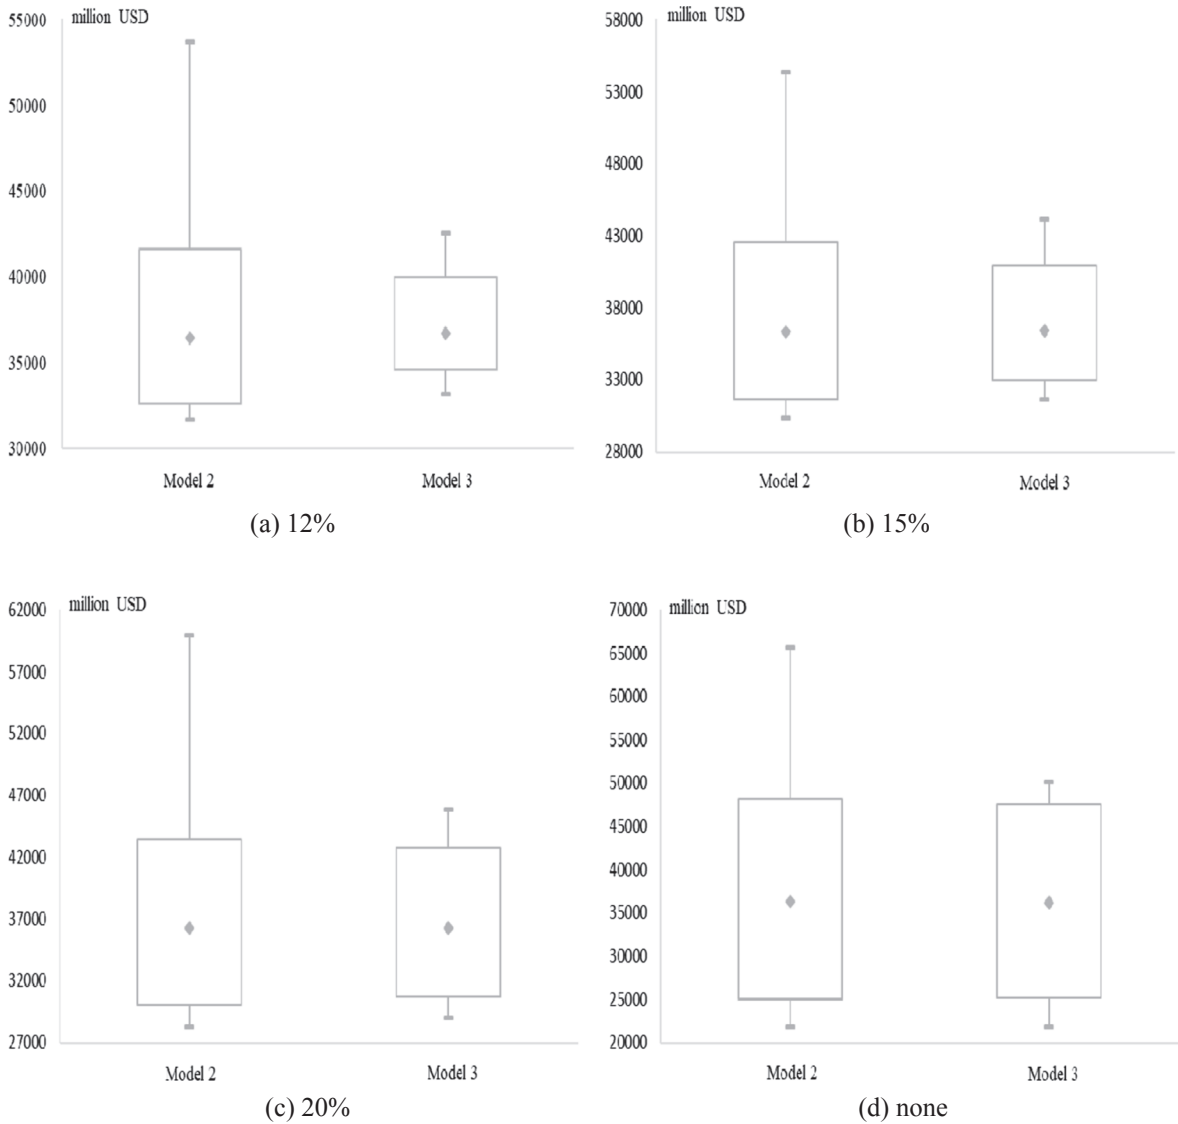 million USD
55000
50000
45000
40000
35000
30000
Model 2
Model 3
(a) 12%
million USD
58000
53000
48000
43000
38000
33000
28000
Model 2
Model 3
(b) 15%
million USD
62000
57000
52000
47000
42000
37000
32000
27000
Model 2
Model 3
(c) 20%
million USD
70000
65000
60000
55000
50000
45000
40000
35000
30000
25000
20000
Model 2
Model 3
(d) none